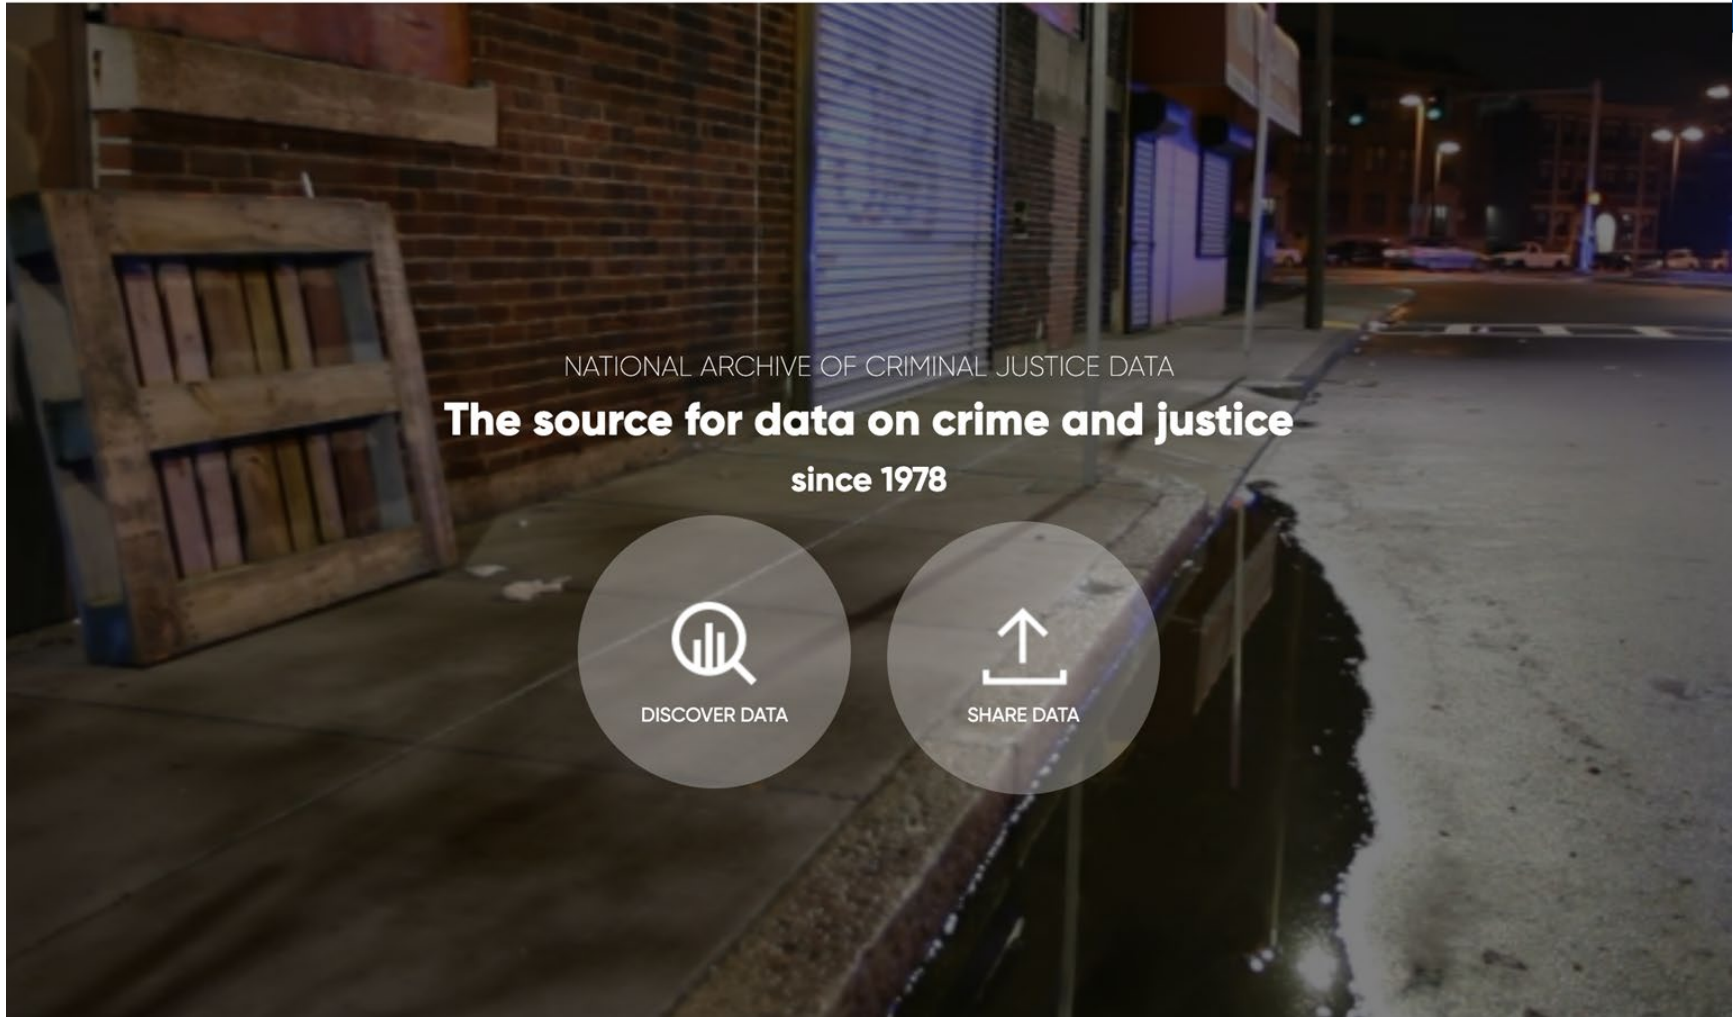 NATIONAL ARCHIVE OF CRIMINAL JUSTICE DATA
The source for data on crime and justice
since 1978
DISCOVER DATA
SHARE DATA